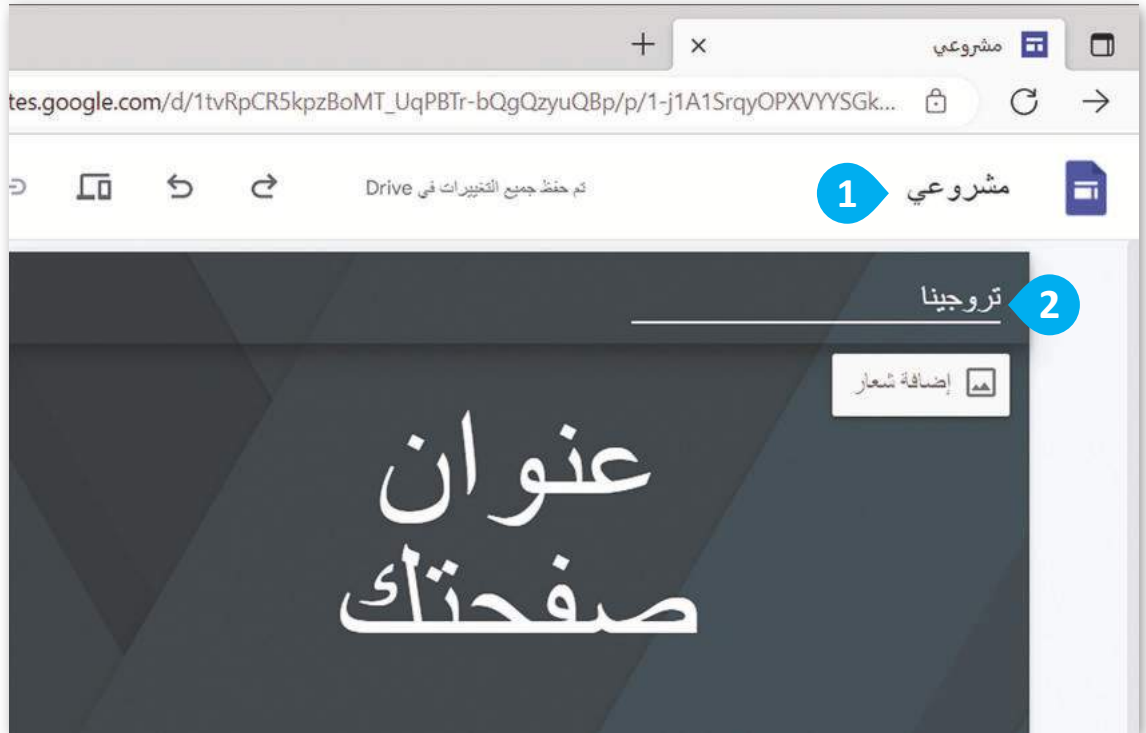 مشروعي
tes.google.com/d/1tvRpCR5kpzBoMT_UqPBTr-bQgQzyuQBp/p/1-j1A1SrqyOPXVYYSGk...
مشروعي 1 تم حفظ جميع التغييرات في Drive
تروجينا 2
إضافة شعار
عنوان
صفحتك